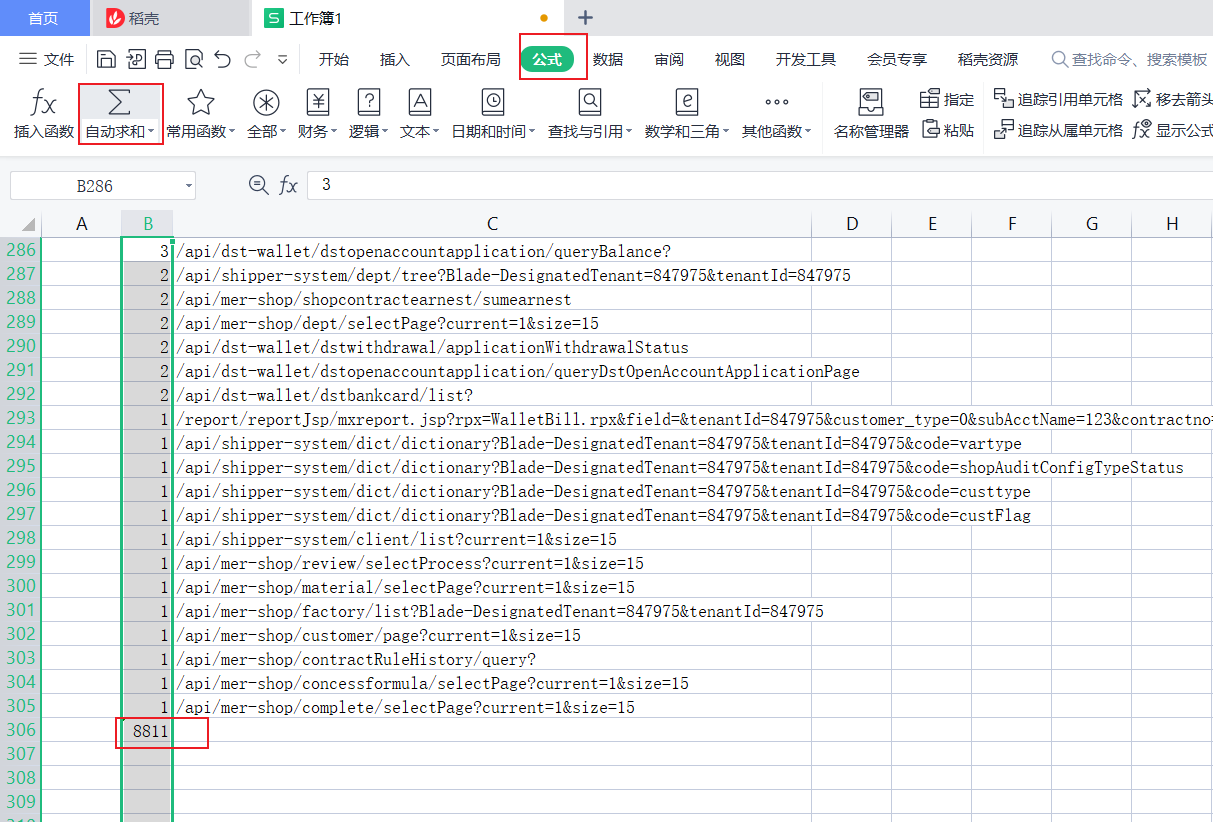 首页 稻壳 S 工作簿1
文件 开始 插入 页面布局 公式 数据 审阅 视图 开发工具 会员专享 稻壳资源 查找命令、搜索模板
fx ¥ ? A e 指定 追踪引用单元格 移去箭头
插入函数 自动求和 常用函数 全部 财务 逻辑 文本 日期和时间 查找与引用 数学和三角 其他函数 名称管理器 粘贴 追踪从属单元格 fx 显示公式
B286 fx 3
A B C D E F G H
286 3 /api/dst-wallet/dstopenaccountapplication/queryBalance?
287 2 /api/shipper-system/dept/tree?Blade-DesignatedTenant=847975&tenantId=847975
288 2 /api/mer-shop/shopcontractearnest/sumearnest
289 2 /api/mer-shop/dept/selectPage?current=1&size=15
290 2 /api/dst-wallet/dstwithdrawal/applicationWithdrawalStatus
291 2 /api/dst-wallet/dstopenaccountapplication/queryDstOpenAccountApplicationPage
292 2 /api/dst-wallet/dstbankcard/list?
293 1 /report/reportJsp/mxreport.jsp?rpx=WalletBill.rpx&field=&tenantId=847975&customer_type=0&subAcctName=123&contractno=
294 1 /api/shipper-system/dict/dictionary?Blade-DesignatedTenant=847975&tenantId=847975&code=vartype
295 1 /api/shipper-system/dict/dictionary?Blade-DesignatedTenant=847975&tenantId=847975&code=shopAuditConfigTypeStatus
296 1 /api/shipper-system/dict/dictionary?Blade-DesignatedTenant=847975&tenantId=847975&code=custtype
297 1 /api/shipper-system/dict/dictionary?Blade-DesignatedTenant=847975&tenantId=847975&code=custFlag
298 1 /api/shipper-system/client/list?current=1&size=15
299 1 /api/mer-shop/review/selectProcess?current=1&size=15
300 1 /api/mer-shop/material/selectPage?current=1&size=15
301 1 /api/mer-shop/factory/list?Blade-DesignatedTenant=847975&tenantId=847975
302 1 /api/mer-shop/customer/page?current=1&size=15
303 1 /api/mer-shop/contractRuleHistory/query?
304 1 /api/mer-shop/concessformula/selectPage?current=1&size=15
305 1 /api/mer-shop/complete/selectPage?current=1&size=15
306 8811
307
308
309